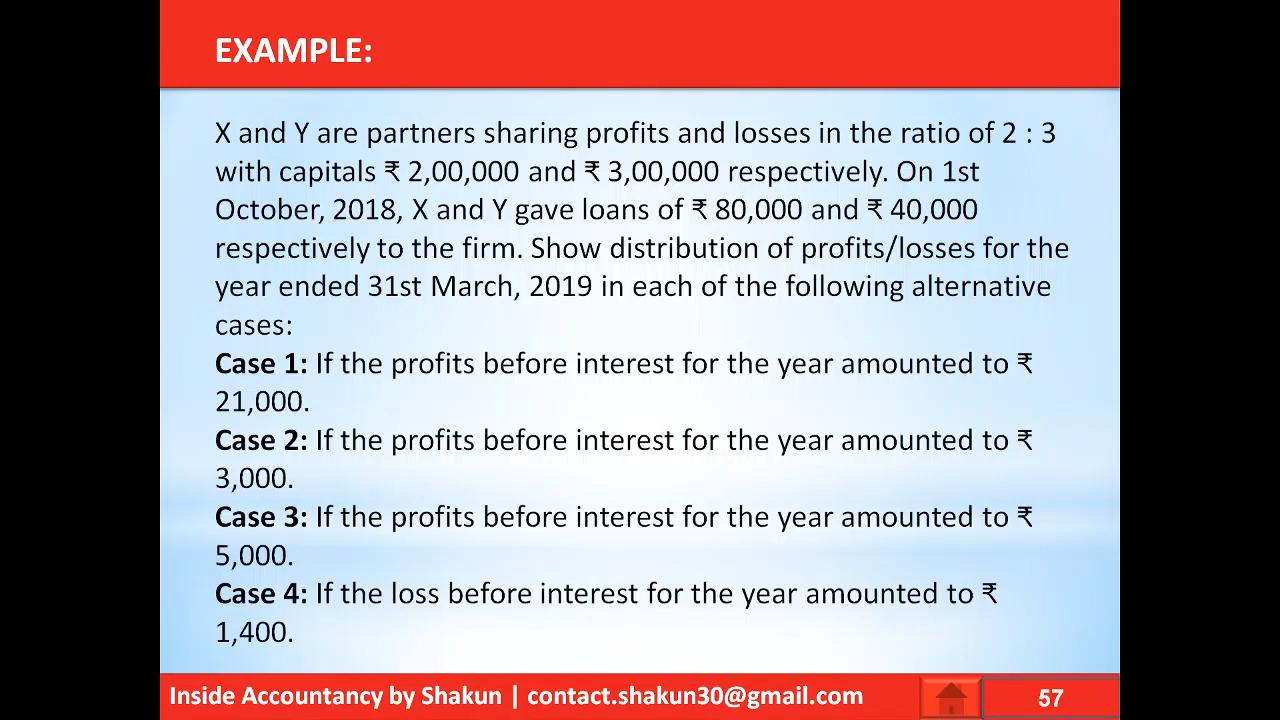 EXAMPLE:
X and Y are partners sharing profits and losses in the ratio of 2 : 3
with capitals ₹ 2,00,000 and ₹ 3,00,000 respectively. On 1st
October, 2018, X and Y gave loans of ₹ 80,000 and ₹ 40,000
respectively to the firm. Show distribution of profits/losses for the
year ended 31st March, 2019 in each of the following alternative
cases:
Case 1: If the profits before interest for the year amounted to ₹
21,000.
Case 2: If the profits before interest for the year amounted to ₹
3,000.
Case 3: If the profits before interest for the year amounted to ₹
5,000.
Case 4: If the loss before interest for the year amounted to ₹
1,400.
Inside Accountancy by Shakun | contact.shakun30@gmail.com
57